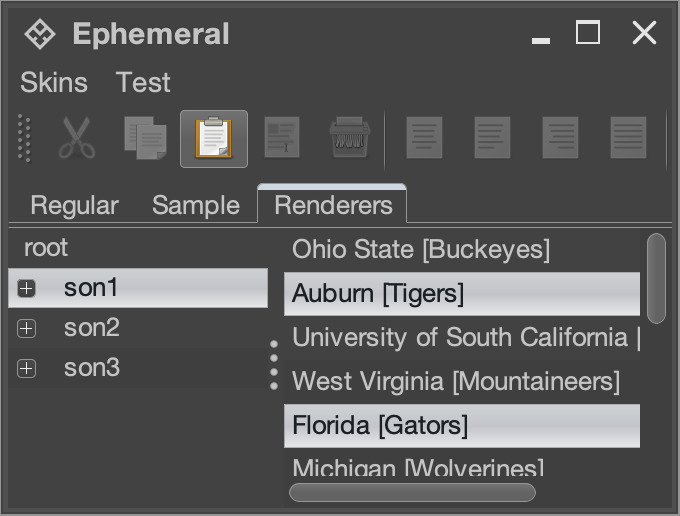 Ephemeral
Skins Test
Regular Sample Renderers
root
son1
son2
son3
Ohio State [Buckeyes]
Auburn [Tigers]
University of South California [
West Virginia [Mountaineers]
Florida [Gators]
Michigan [Wolverines]